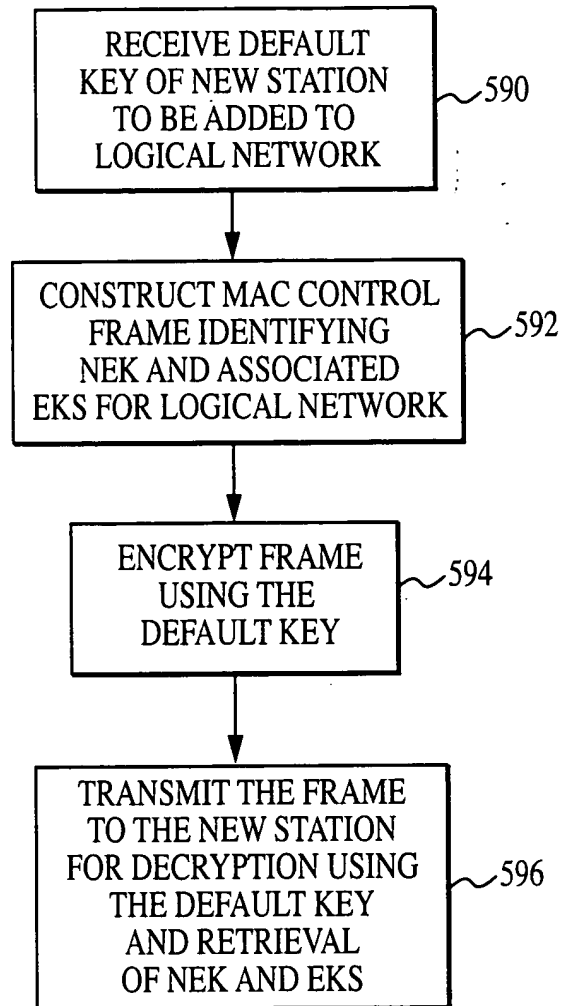 RECEIVE DEFAULT
KEY OF NEW STATION
TO BE ADDED TO
LOGICAL NETWORK
590
CONSTRUCT MAC CONTROL
FRAME IDENTIFYING
NEK AND ASSOCIATED
EKS FOR LOGICAL NETWORK
592
ENCRYPT FRAME
USING THE
DEFAULT KEY
594
TRANSMIT THE FRAME
TO THE NEW STATION
FOR DECRYPTION USING
THE DEFAULT KEY
AND RETRIEVAL
OF NEK AND EKS
596